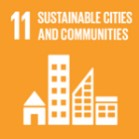 11 SUSTAINABLE CITIES
AND COMMUNITIES